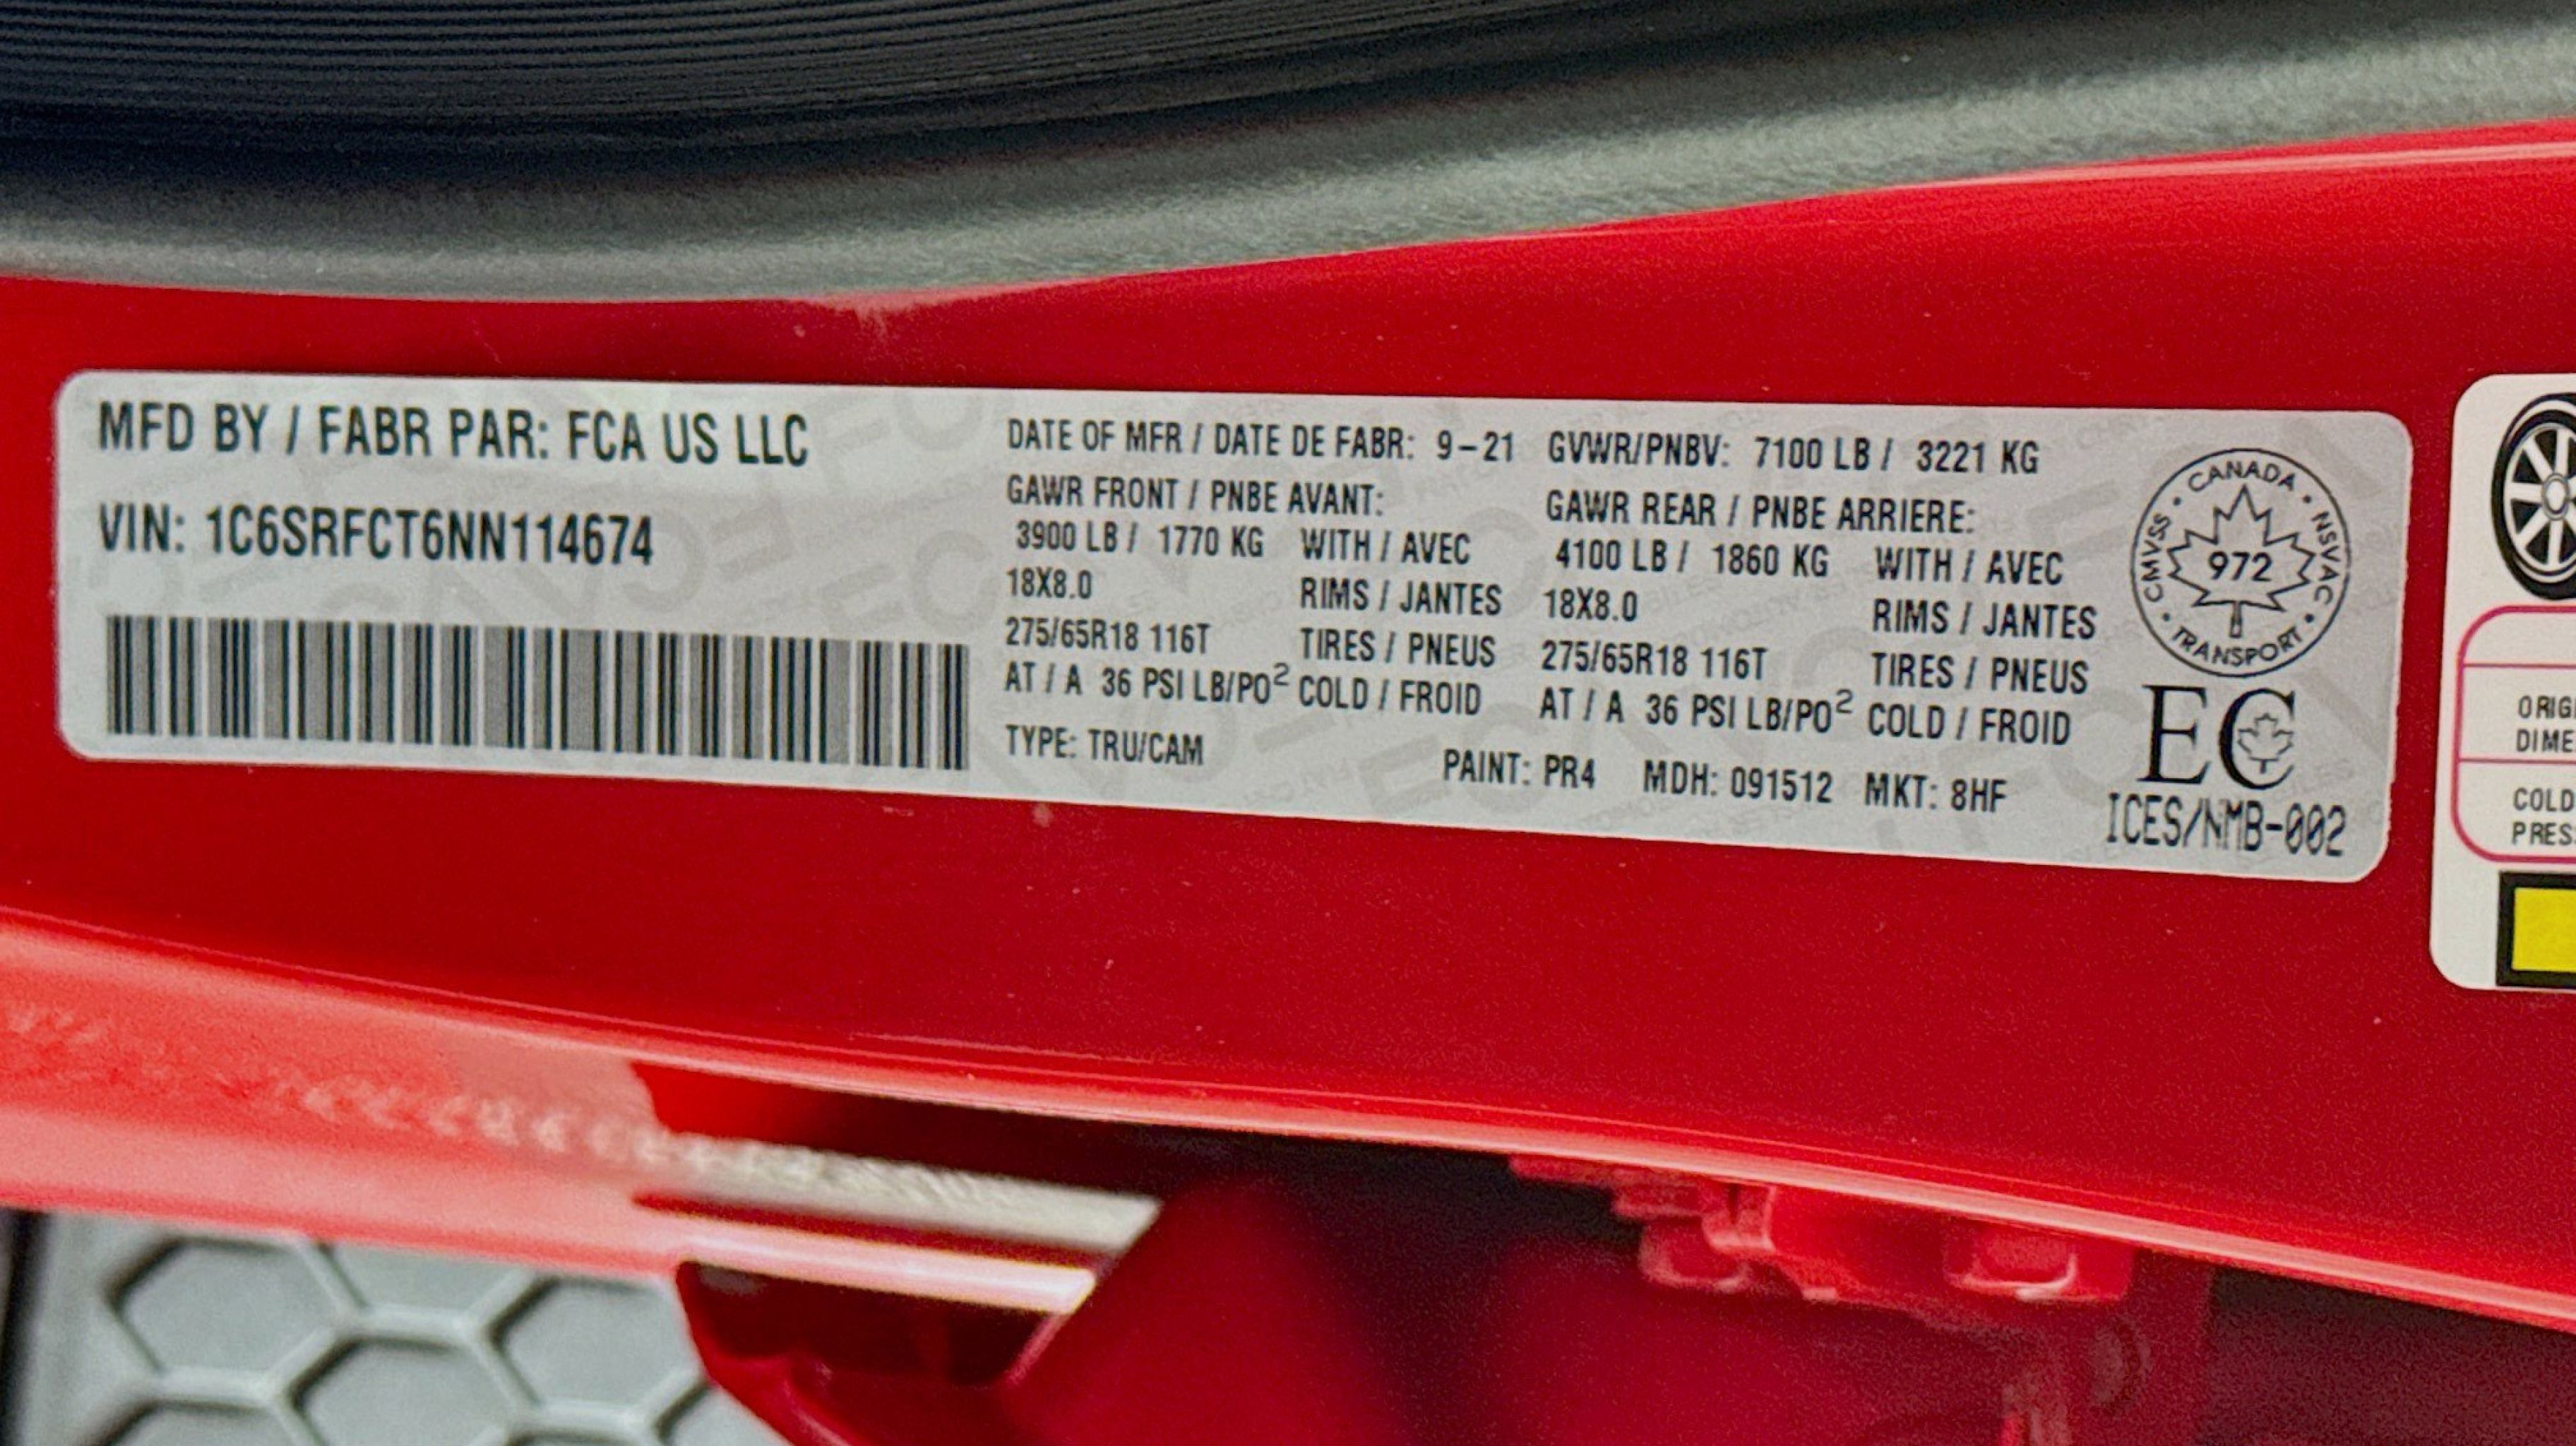 MFD BY / FABR PAR: FCA US LLC
VIN: 1C6SRFCT6NN114674
DATE OF MFR / DATE DE FABR: 9-21 GVWR/PNBV: 7100 LB / 3221 KG
GAWR FRONT / PNBE AVANT: GAWR REAR / PNBE ARRIERE:
3900 LB / 1770 KG WITH / AVEC 4100 LB / 1860 KG WITH / AVEC
18X8.0 RIMS / JANTES 18X8.0 RIMS / JANTES
275/65R18 116T TIRES / PNEUS 275/65R18 116T TIRES / PNEUS
AT / A 36 PSI LB/PO² COLD / FROID AT / A 36 PSI LB/PO² COLD / FROID
TYPE: TRU/CAM PAINT: PR4 MDH: 091512 MKT: 8HF
CANADA · NSVAC · TRANSPORT · CMVSS ·
972
EC
ICES/NMB-002
COLD